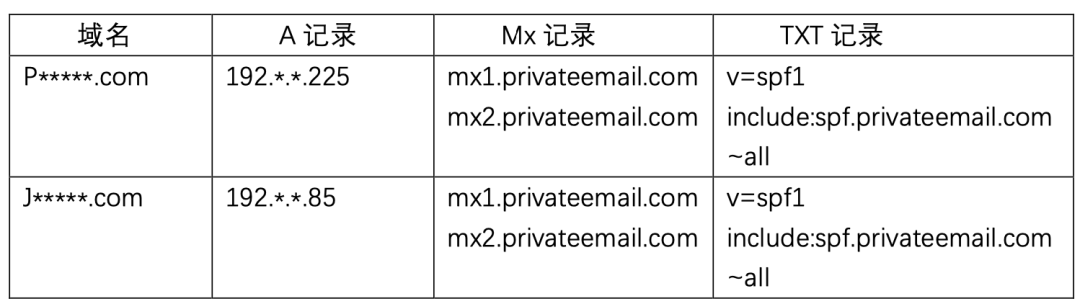 域名 A 记录 Mx 记录 TXT 记录
P*****.com 192.*.*.225 mx1.privateemail.com v=spf1
mx2.privateemail.com include:spf.privateemail.com
~all
J*****.com 192.*.*.85 mx1.privateemail.com v=spf1
mx2.privateemail.com include:spf.privateemail.com
~all